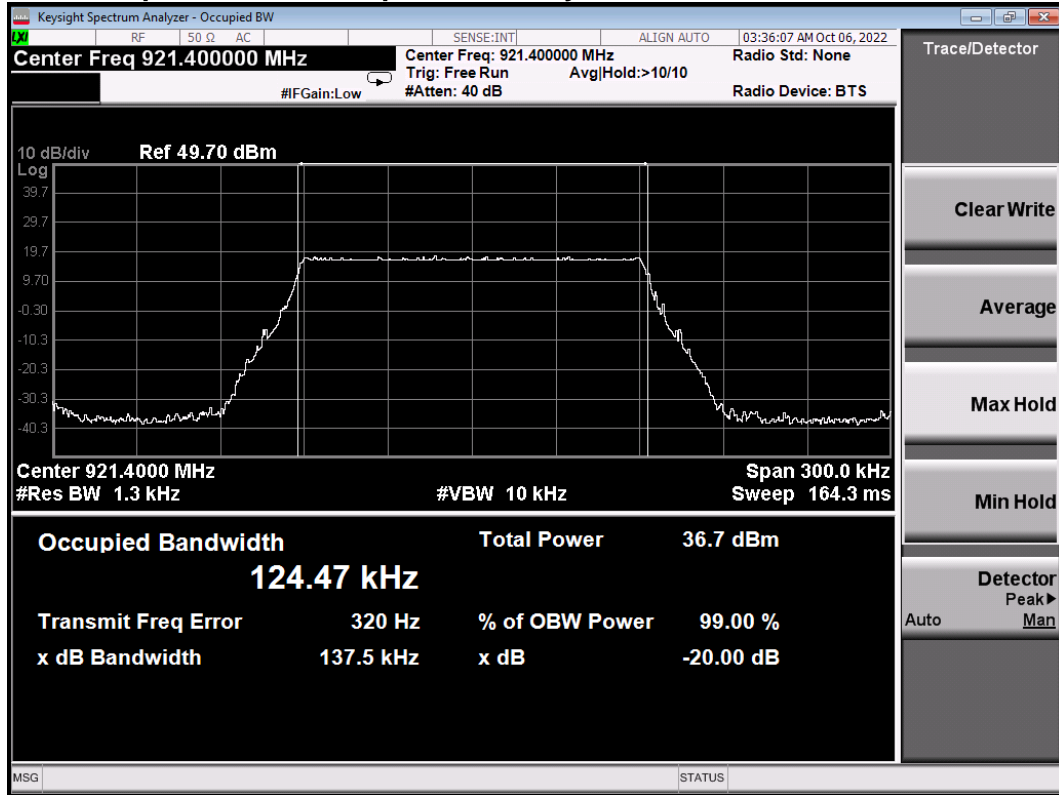 Keysight Spectrum Analyzer - Occupied BW
LXI RF 50 Ω AC SENSE:INT ALIGN AUTO 03:36:07 AM Oct 06, 2022
Center Freq 921.400000 MHz
Center Freq: 921.400000 MHz Radio Std: None
Trig: Free Run Avg|Hold:>10/10
#IFGain:Low #Atten: 40 dB Radio Device: BTS
Trace/Detector
10 dB/div Ref 49.70 dBm
Log
39.7
29.7
19.7
9.70
-0.30
-10.3
-20.3
-30.3
-40.3
Center 921.4000 MHz Span 300.0 kHz
#Res BW 1.3 kHz #VBW 10 kHz Sweep 164.3 ms
Occupied Bandwidth Total Power 36.7 dBm
124.47 kHz
Transmit Freq Error 320 Hz % of OBW Power 99.00 %
x dB Bandwidth 137.5 kHz x dB -20.00 dB
Clear Write
Average
Max Hold
Min Hold
Detector
Peak▶
Auto Man
MSG STATUS